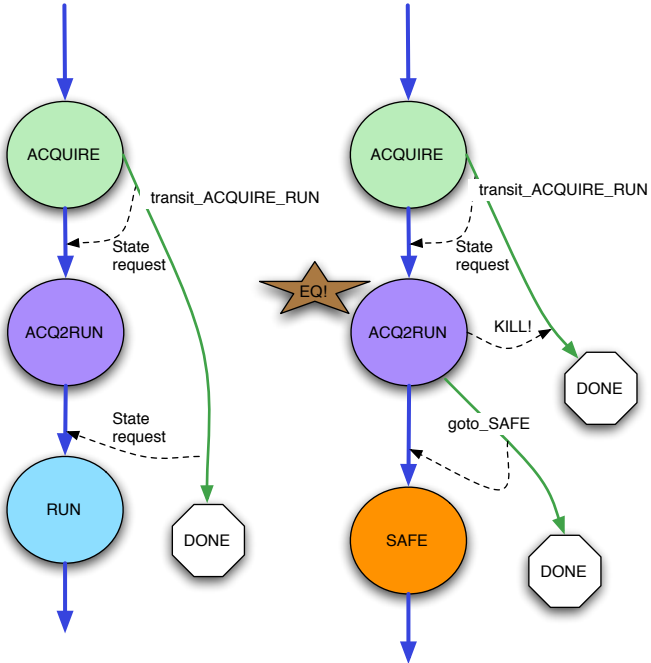 ACQUIRE
transit_ACQUIRE_RUN
State
request
ACQ2RUN
State
request
RUN
DONE
ACQUIRE
transit_ACQUIRE_RUN
State
request
EQ!
ACQ2RUN
KILL!
DONE
goto_SAFE
SAFE
DONE